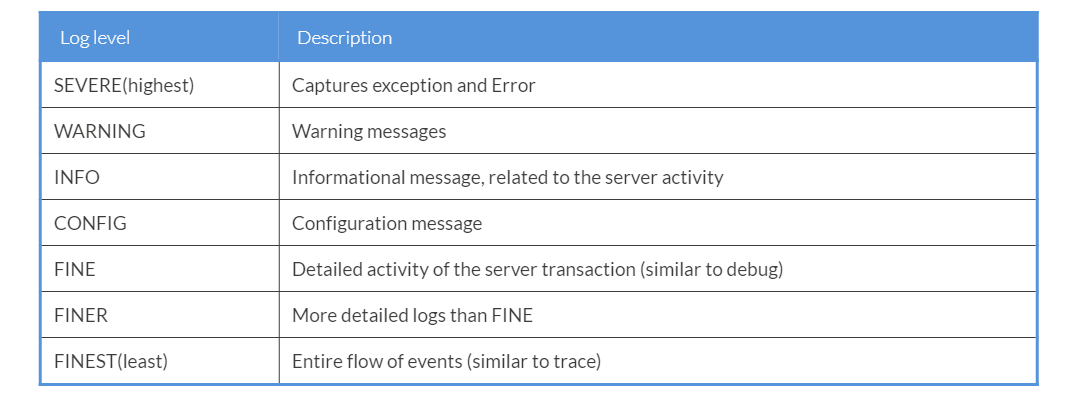 Log level Description
SEVERE(highest) Captures exception and Error
WARNING Warning messages
INFO Informational message, related to the server activity
CONFIG Configuration message
FINE Detailed activity of the server transaction (similar to debug)
FINER More detailed logs than FINE
FINEST(least) Entire flow of events (similar to trace)